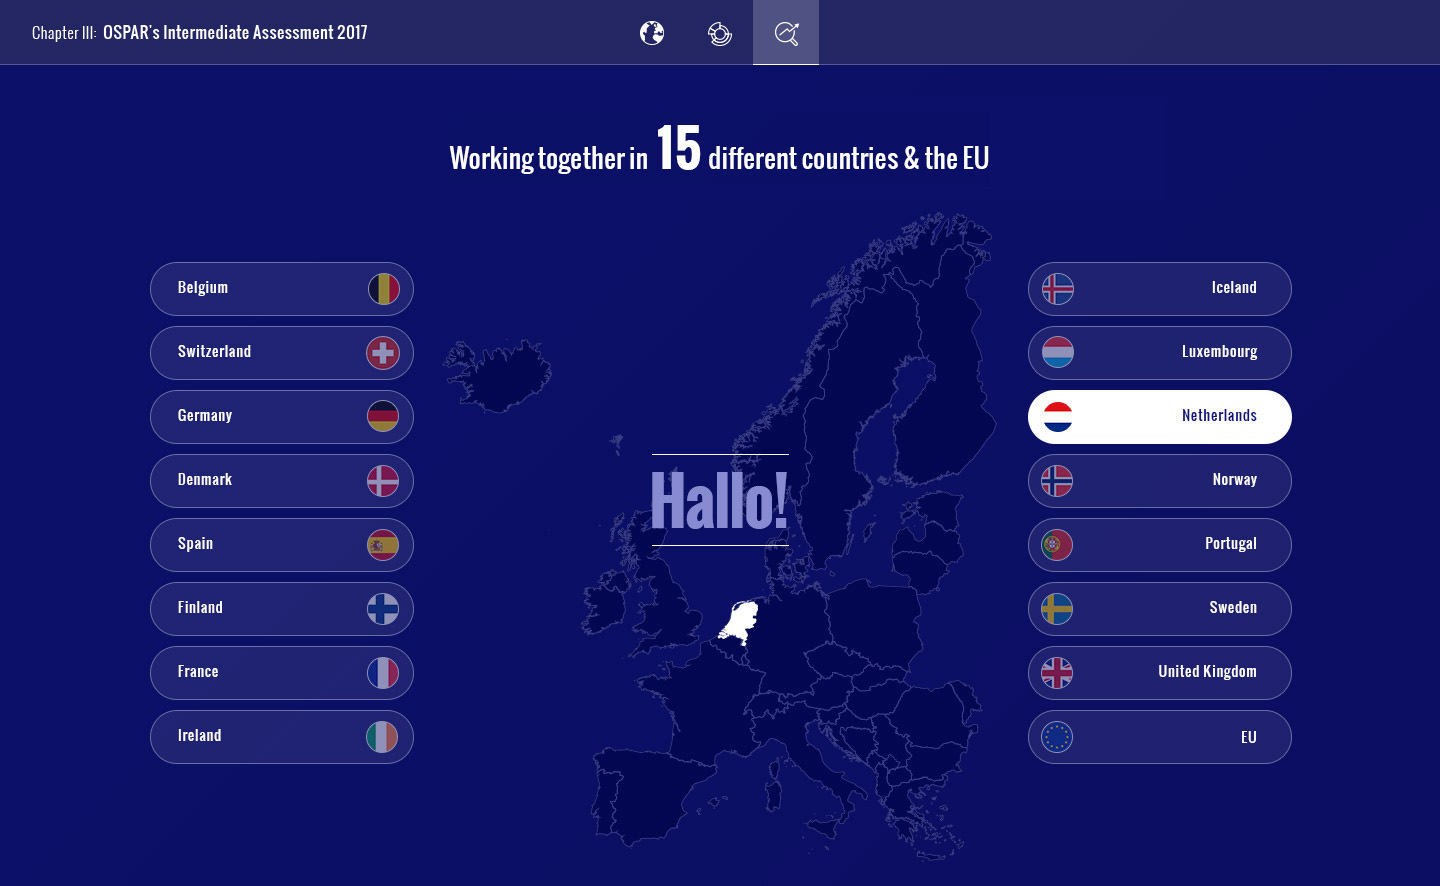 Chapter III: OSPAR's Intermediate Assessment 2017
Working together in 15 different countries & the EU
Belgium
Switzerland
Germany
Denmark
Spain
Finland
France
Ireland
Hallo!
Iceland
Luxembourg
Netherlands
Norway
Portugal
Sweden
United Kingdom
EU